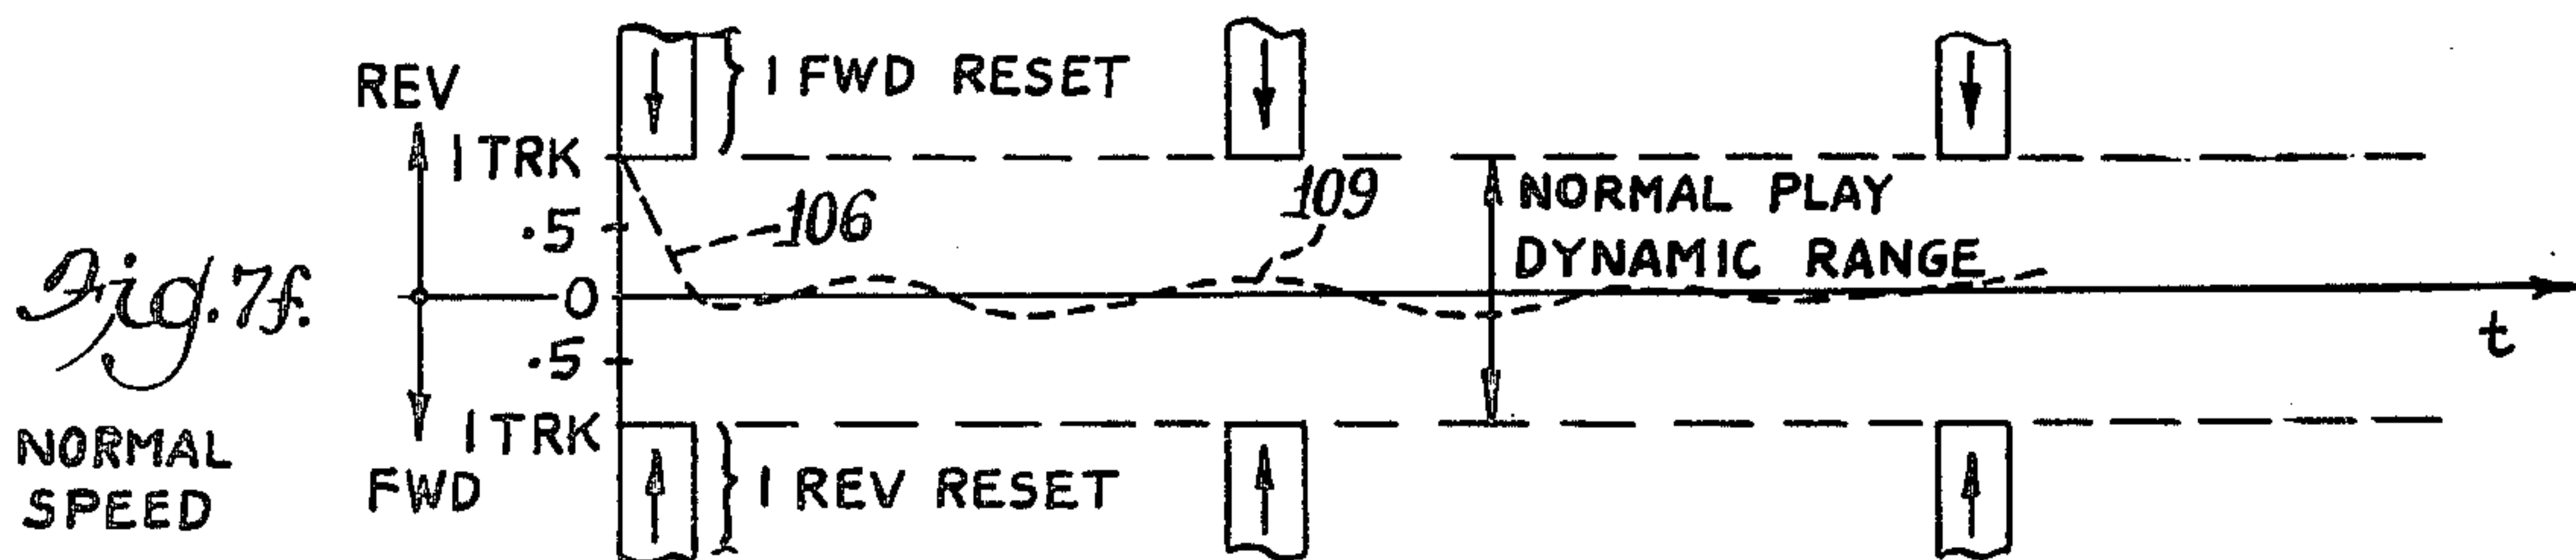 REV
1 FWD RESET
1 TRK
.5
106
109
NORMAL PLAY
DYNAMIC RANGE
Fig. 7f.
0
.5
t
NORMAL
SPEED
1 TRK
FWD
1 REV RESET